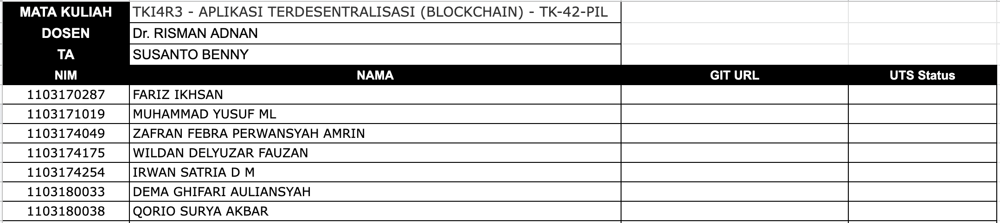 MATA KULIAH TKI4R3 - APLIKASI TERDESENTRALISASI (BLOCKCHAIN) - TK-42-PIL
DOSEN Dr. RISMAN ADNAN
TA SUSANTO BENNY
NIM NAMA GIT URL UTS Status
1103170287 FARIZ IKHSAN
1103171019 MUHAMMAD YUSUF ML
1103174049 ZAFRAN FEBRA PERWANSYAH AMRIN
1103174175 WILDAN DELYUZAR FAUZAN
1103174254 IRWAN SATRIA D M
1103180033 DEMA GHIFARI AULIANSYAH
1103180038 QORIO SURYA AKBAR